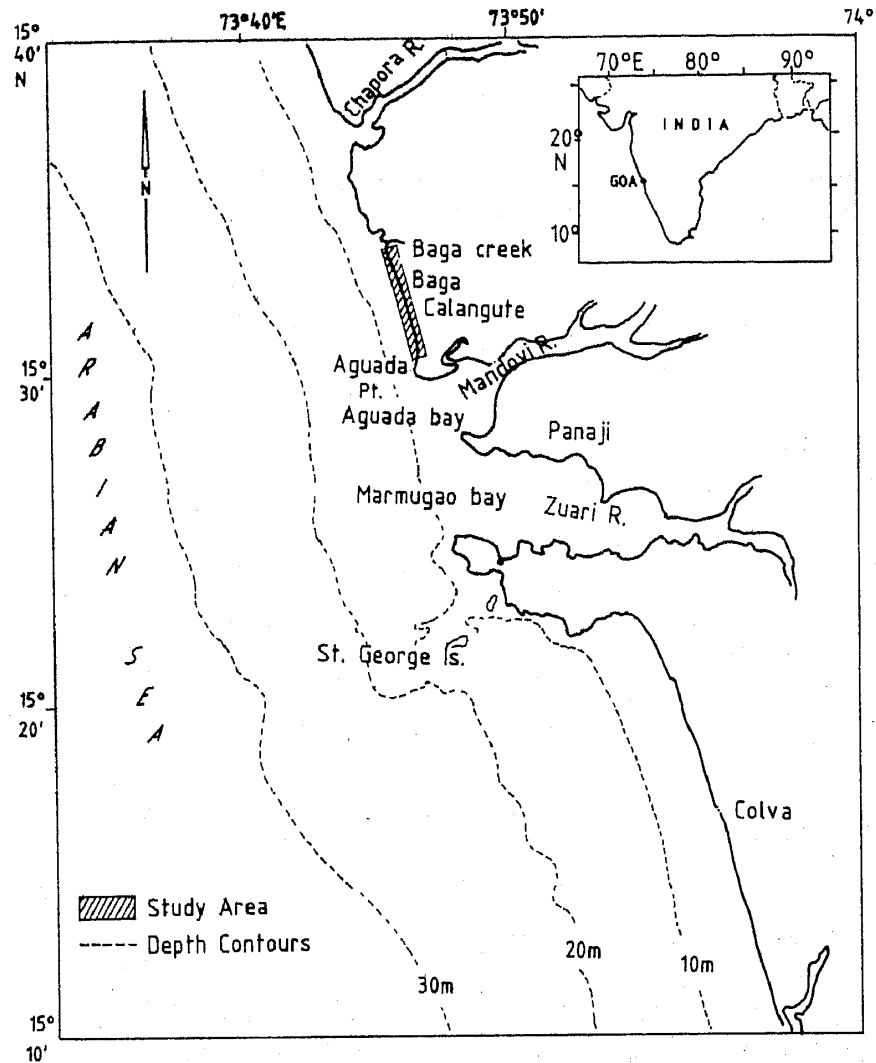 73°40'E
73°50'
74°
15°
40'
N
Chapora R.
70°E
80°
90°
INDIA
20°
N
GOA
10°
N
Baga creek
Baga
Calangute
Mandovi R.
Aguada
Pt.
Aguada bay
15°
30'
ARABIAN
SEA
Panaji
Marmugao bay
Zuari R.
St. George Is.
15°
20'
Colva
Study Area
Depth Contours
30m
20m
10m
15°
10'